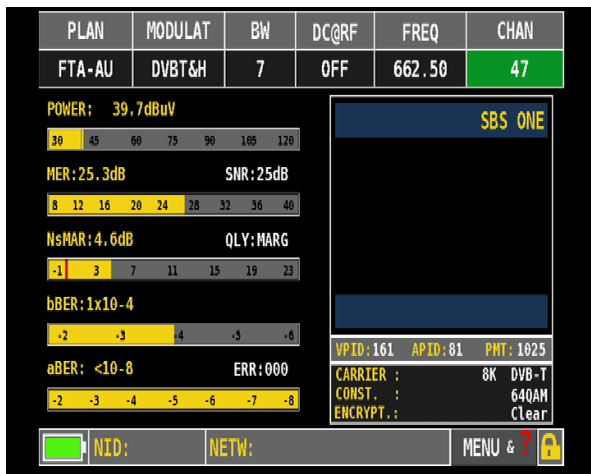 PLAN MODULAT BW DC@RF FREQ CHAN
FTA-AU DVBT&H 7 OFF 662.50 47
POWER: 39.7dBuV
30 45 60 75 90 105 120
MER:25.3dB SNR:25dB
8 12 16 20 24 28 32 36 40
NsMAR:4.6dB QLY:MARG
-1 3 7 11 15 19 23
bBER:1x10-4
-2 -3 -4 -5 -6
aBER: <10-8 ERR:000
-2 -3 -4 -5 -6 -7 -8
SBS ONE
VPID:161 APID:81 PMT:1025
CARRIER : 8K DVB-T
CONST. : 64QAM
ENCRYPT.: Clear
NID: NETW: MENU & ?